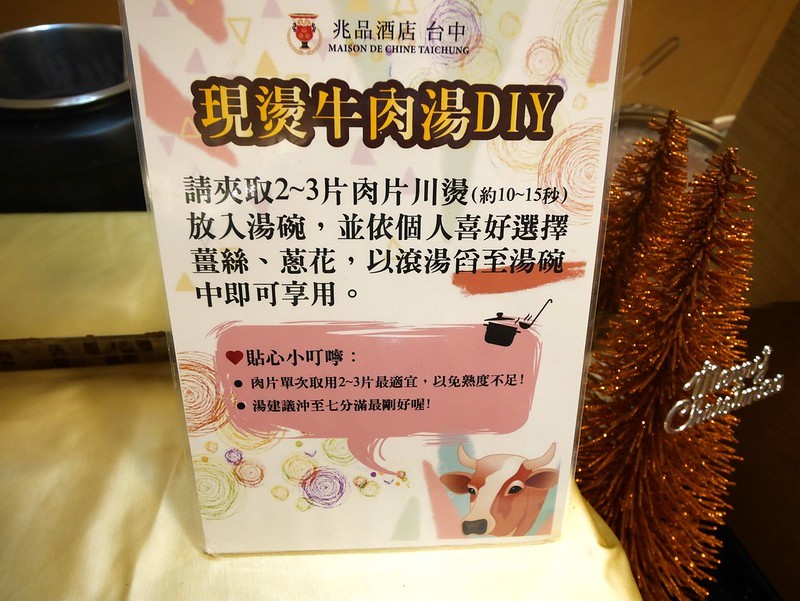 兆品酒店 台中
MAISON DE CHINE TAICHUNG
現燙牛肉湯DIY
請夾取2~3片肉片川燙(約10~15秒)
放入湯碗，並依個人喜好選擇
薑絲、蔥花，以滾湯舀至湯碗
中即可享用。
貼心小叮嚀：
● 肉片單次取用2~3片最適宜，以免熟度不足!
● 湯建議沖至七分滿最剛好喔!
Merry
Christmas